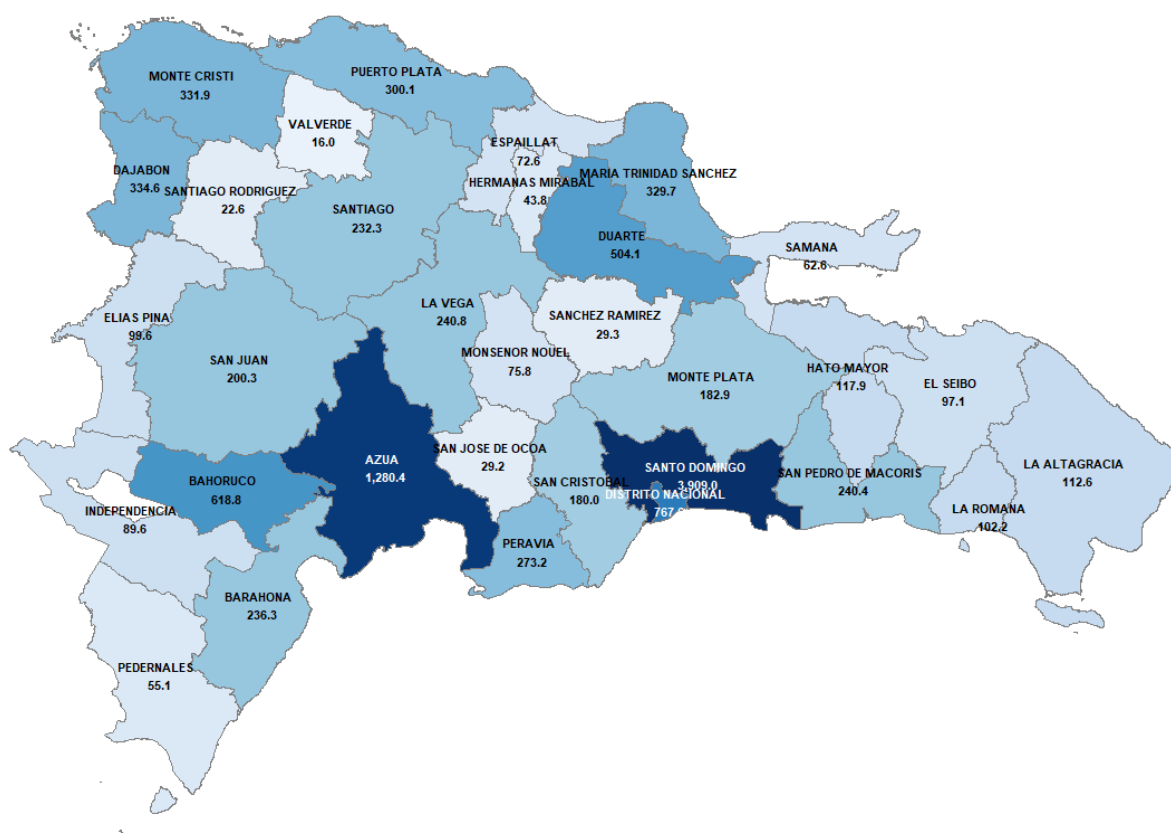 MONTE CRISTI
331.9
PUERTO PLATA
300.1
VALVERDE
16.0
ESPAILLAT
72.6
DAJABON
334.6
SANTIAGO RODRIGUEZ
22.6
HERMANAS MIRABAL
43.8
MARIA TRINIDAD SANCHEZ
329.7
SANTIAGO
232.3
DUARTE
504.1
SAMANA
62.6
ELIAS PINA
99.6
LA VEGA
240.8
SANCHEZ RAMIREZ
29.3
SAN JUAN
200.3
MONSENOR NOUEL
75.8
MONTE PLATA
182.9
HATO MAYOR
117.9
EL SEIBO
97.1
AZUA
1,280.4
SAN JOSE DE OCOA
29.2
SANTO DOMINGO
3,909.0
LA ALTAGRACIA
112.6
BAHORUCO
618.8
SAN CRISTOBAL
180.0
DISTRITO NACIONAL
SAN PEDRO DE MACORIS
240.4
INDEPENDENCIA
89.6
LA ROMANA
102.2
PERAVIA
273.2
BARAHONA
236.3
PEDERNALES
55.1